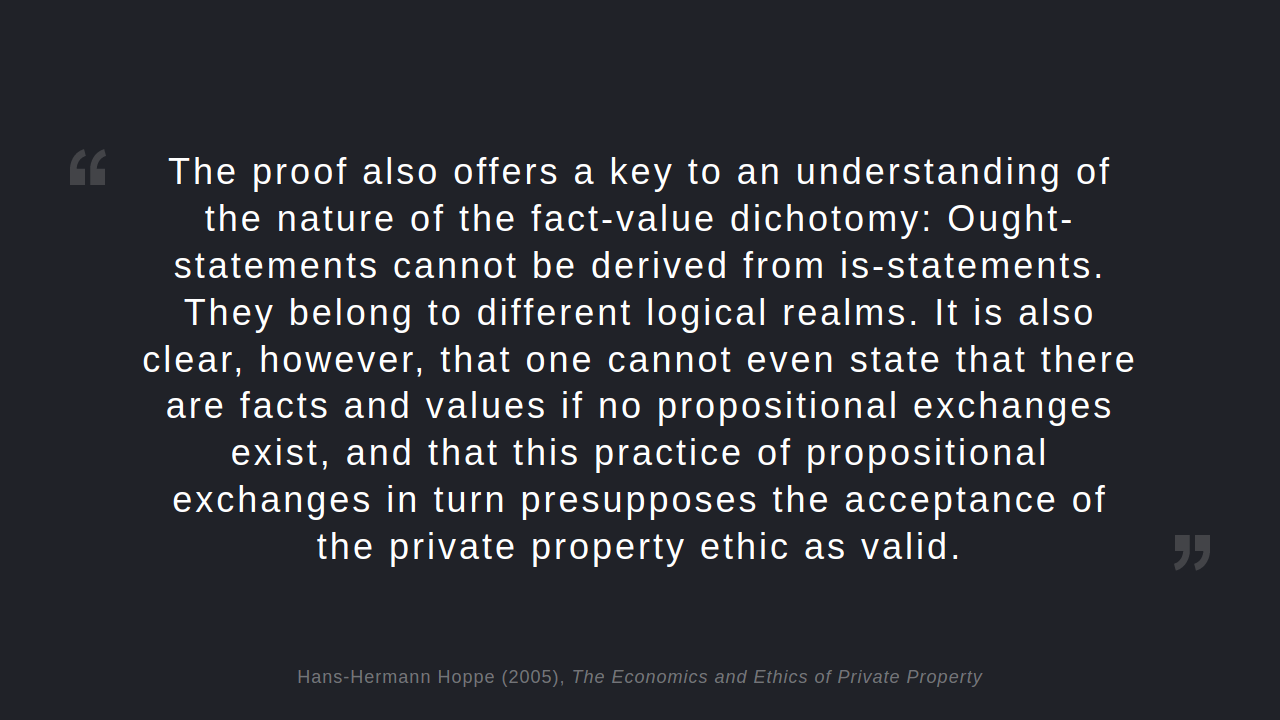 “
The proof also offers a key to an understanding of
the nature of the fact-value dichotomy: Ought-
statements cannot be derived from is-statements.
They belong to different logical realms. It is also
clear, however, that one cannot even state that there
are facts and values if no propositional exchanges
exist, and that this practice of propositional
exchanges in turn presupposes the acceptance of
the private property ethic as valid.
”
Hans-Hermann Hoppe (2005), The Economics and Ethics of Private Property